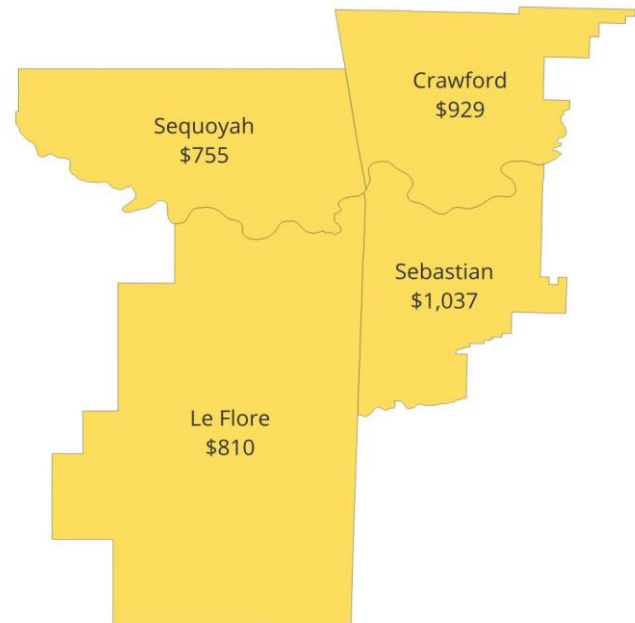 Crawford
$929
Sequoyah
$755
Sebastian
$1,037
Le Flore
$810